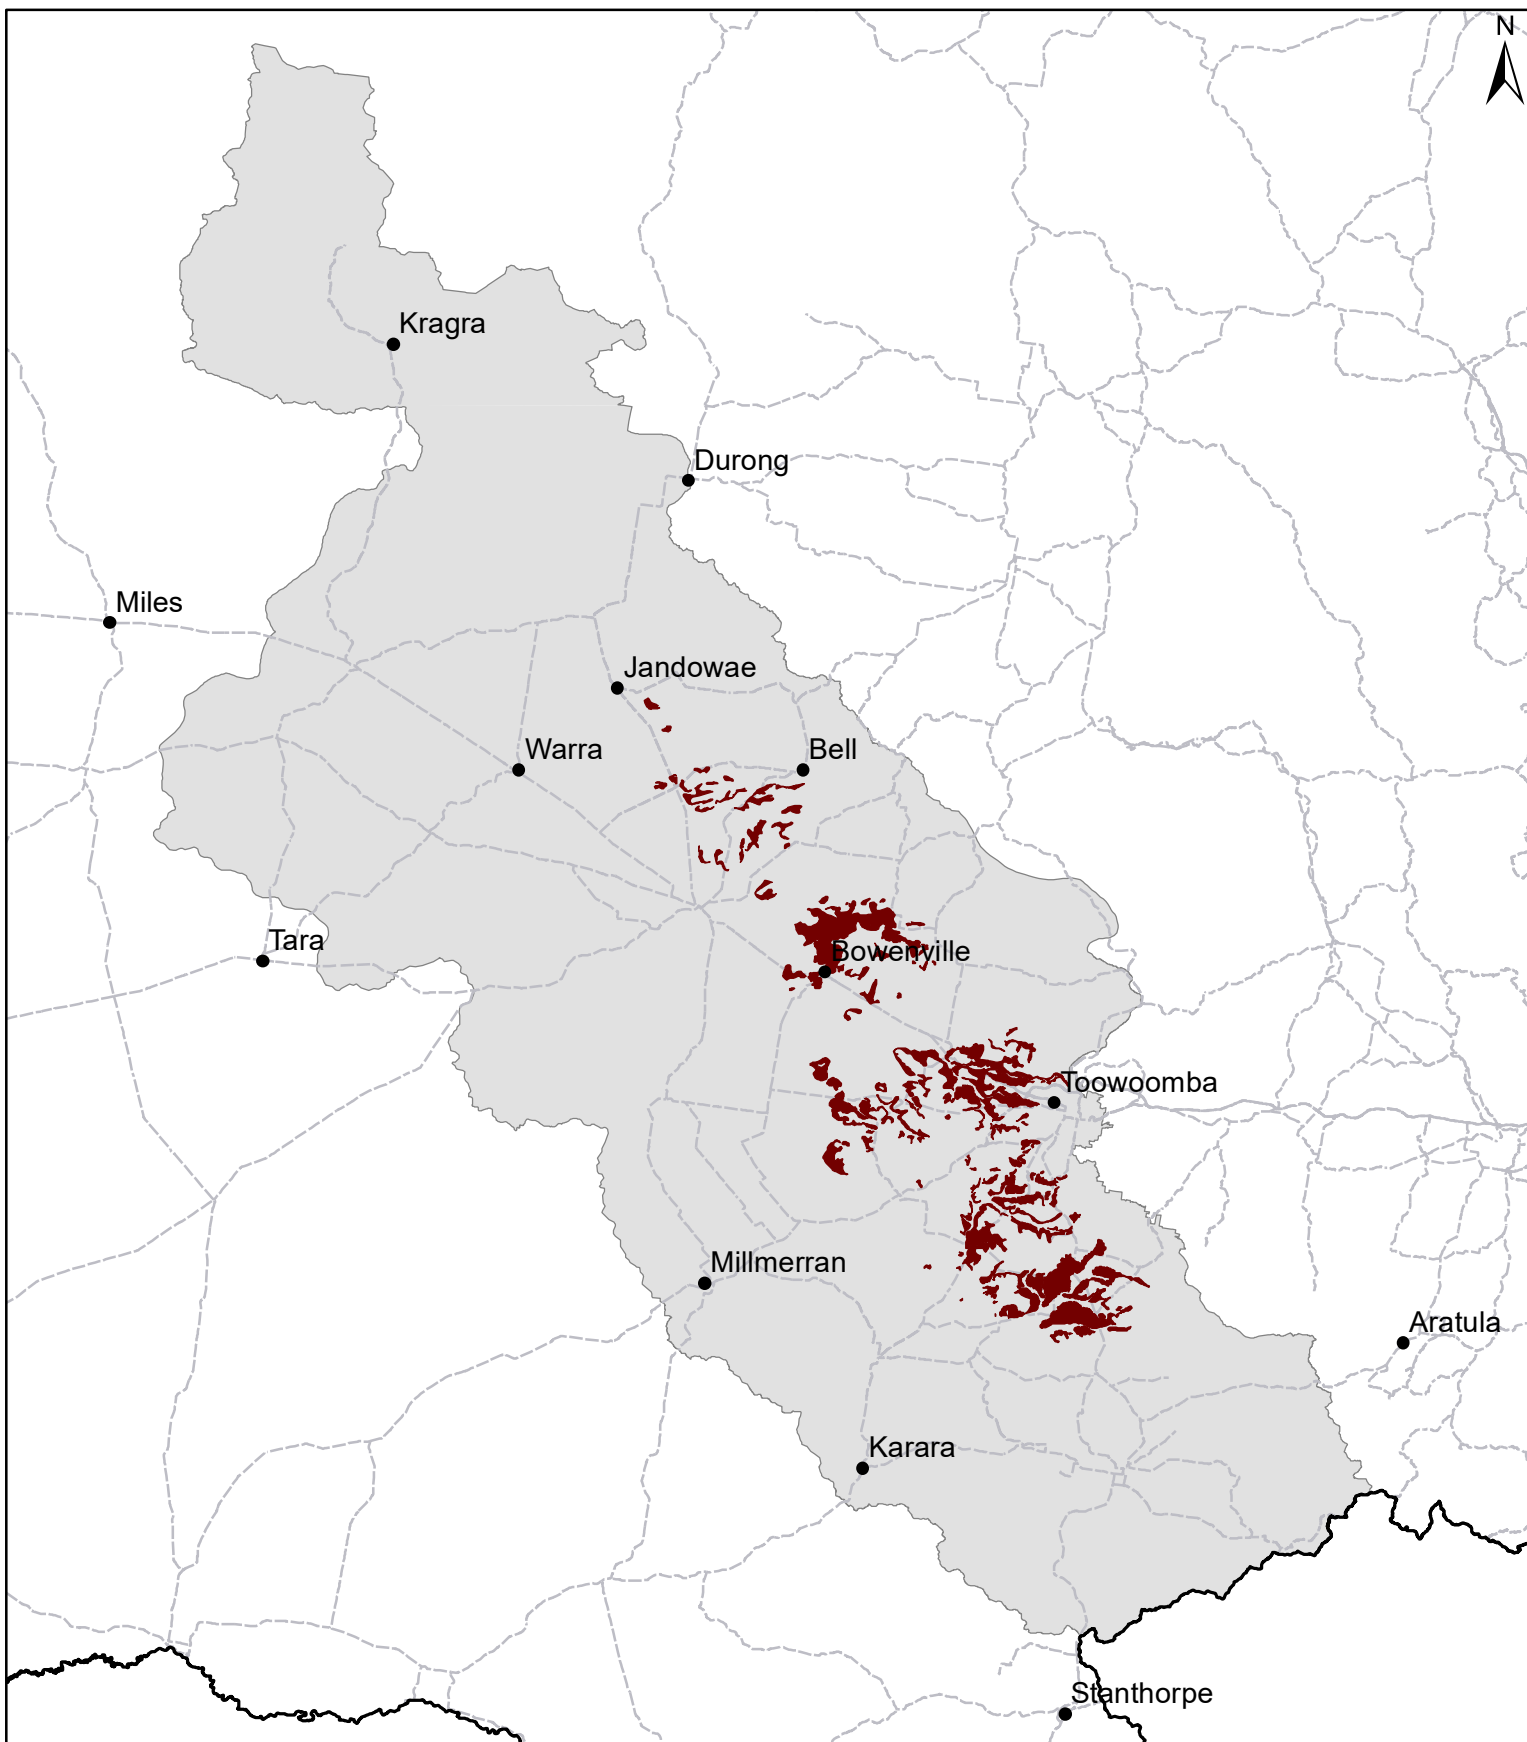 N
Kragra
Durong
Miles
Jandowae
Warra
Bell
Tara
Bowenville
Toowoomba
Millmerran
Aratula
Karara
Stanthorpe